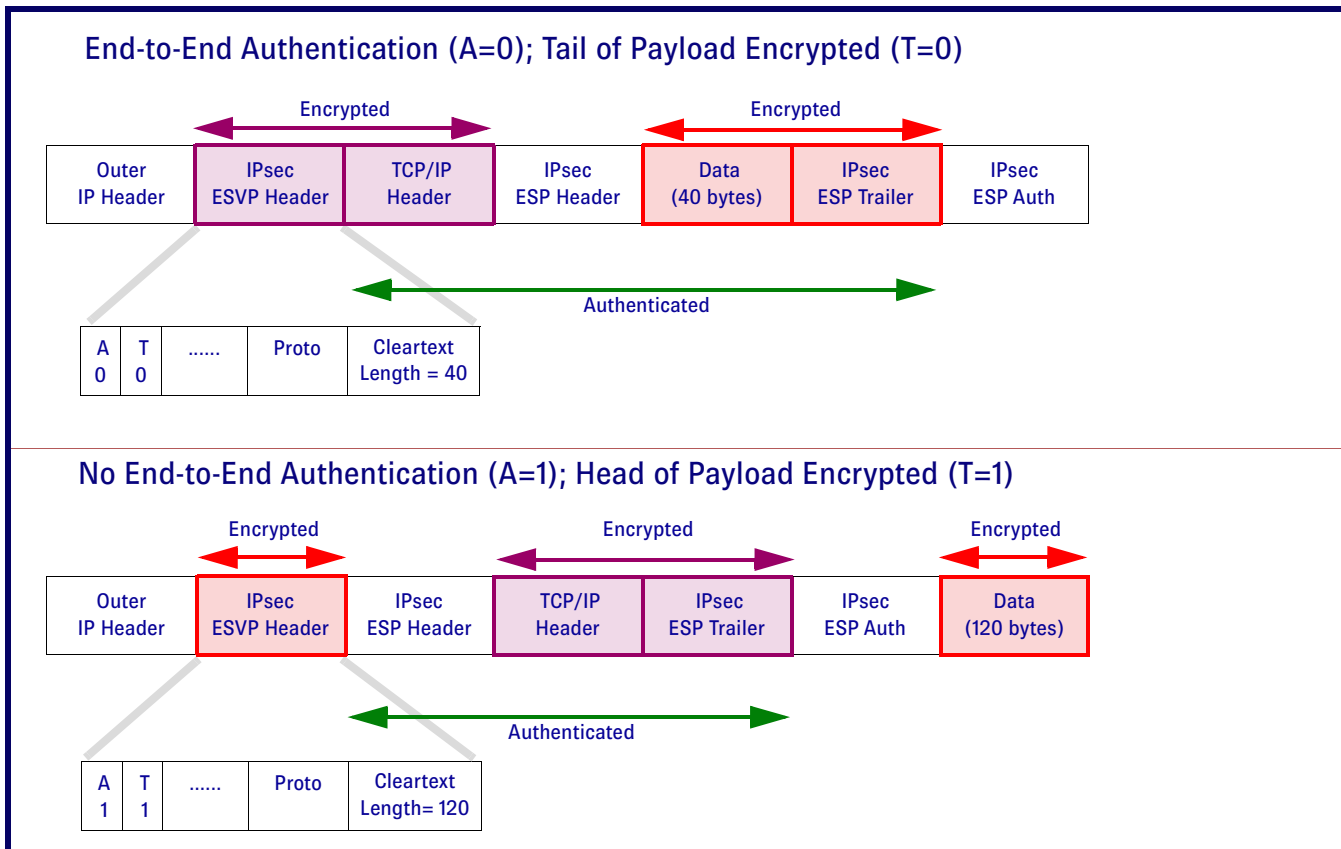 End-to-End Authentication (A=0); Tail of Payload Encrypted (T=0)
Encrypted
Encrypted
Outer
IP Header
IPsec
ESVP Header
TCP/IP
Header
IPsec
ESP Header
Data
(40 bytes)
IPsec
ESP Trailer
IPsec
ESP Auth
Authenticated
A
0
T
0
......
Proto
Cleartext
Length = 40
No End-to-End Authentication (A=1); Head of Payload Encrypted (T=1)
Encrypted
Encrypted
Encrypted
Outer
IP Header
IPsec
ESVP Header
IPsec
ESP Header
TCP/IP
Header
IPsec
ESP Trailer
IPsec
ESP Auth
Data
(120 bytes)
Authenticated
A
1
T
1
......
Proto
Cleartext
Length= 120